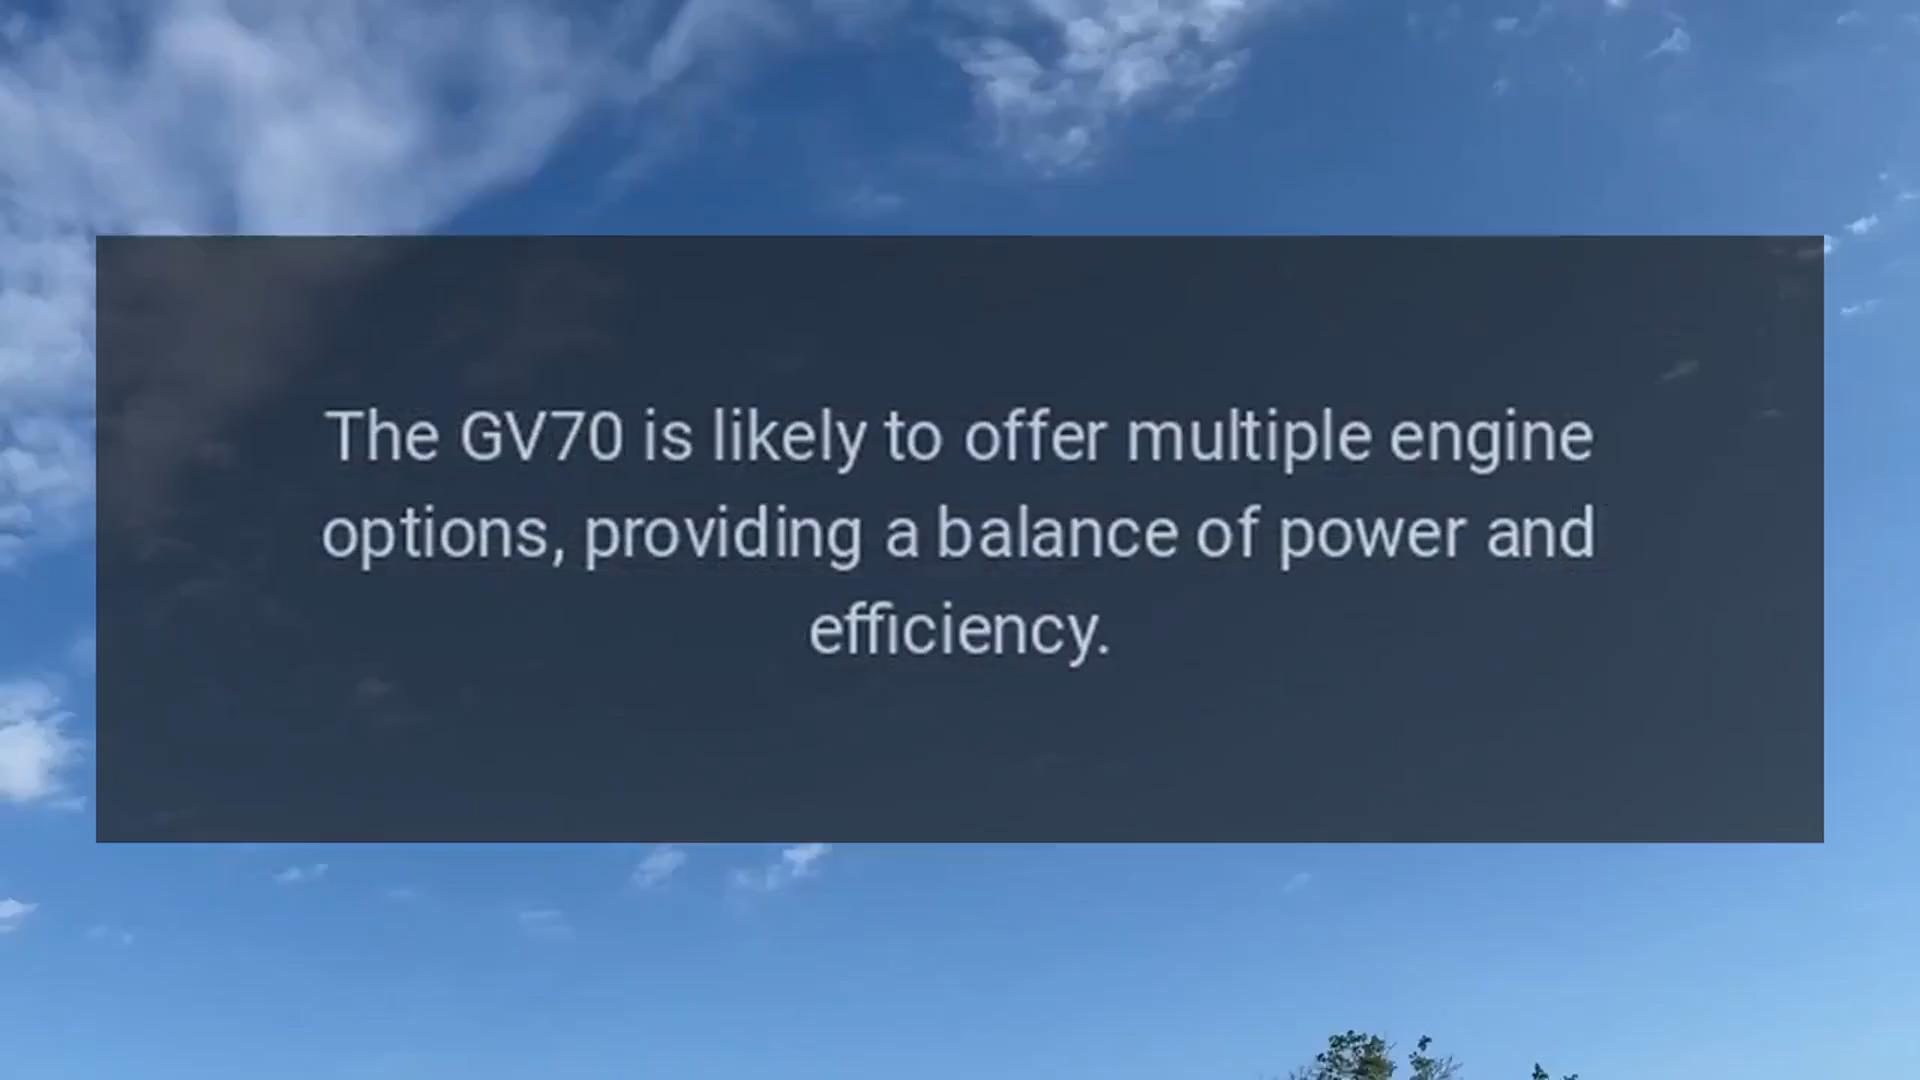 The GV70 is likely to offer multiple engine
options, providing a balance of power and
efficiency.